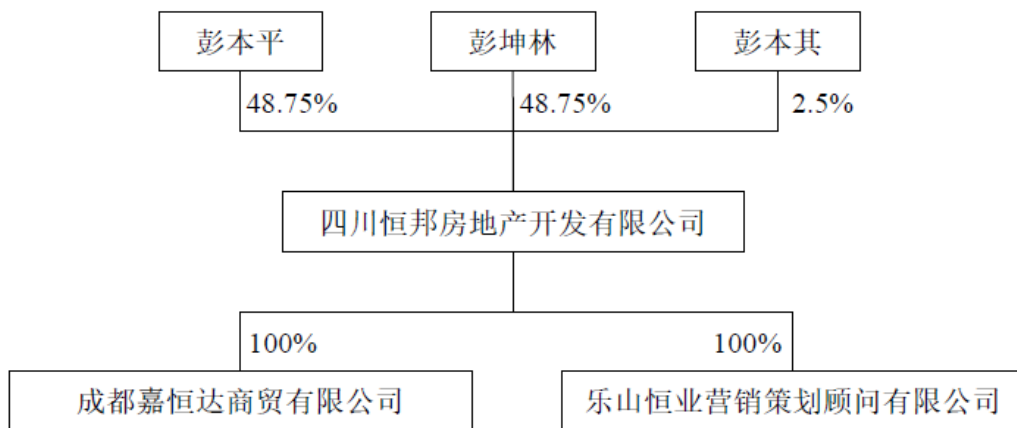 彭本平
彭坤林
彭本其
48.75%
48.75%
2.5%
四川恒邦房地产开发有限公司
100%
100%
成都嘉恒达商贸有限公司
乐山恒业营销策划顾问有限公司